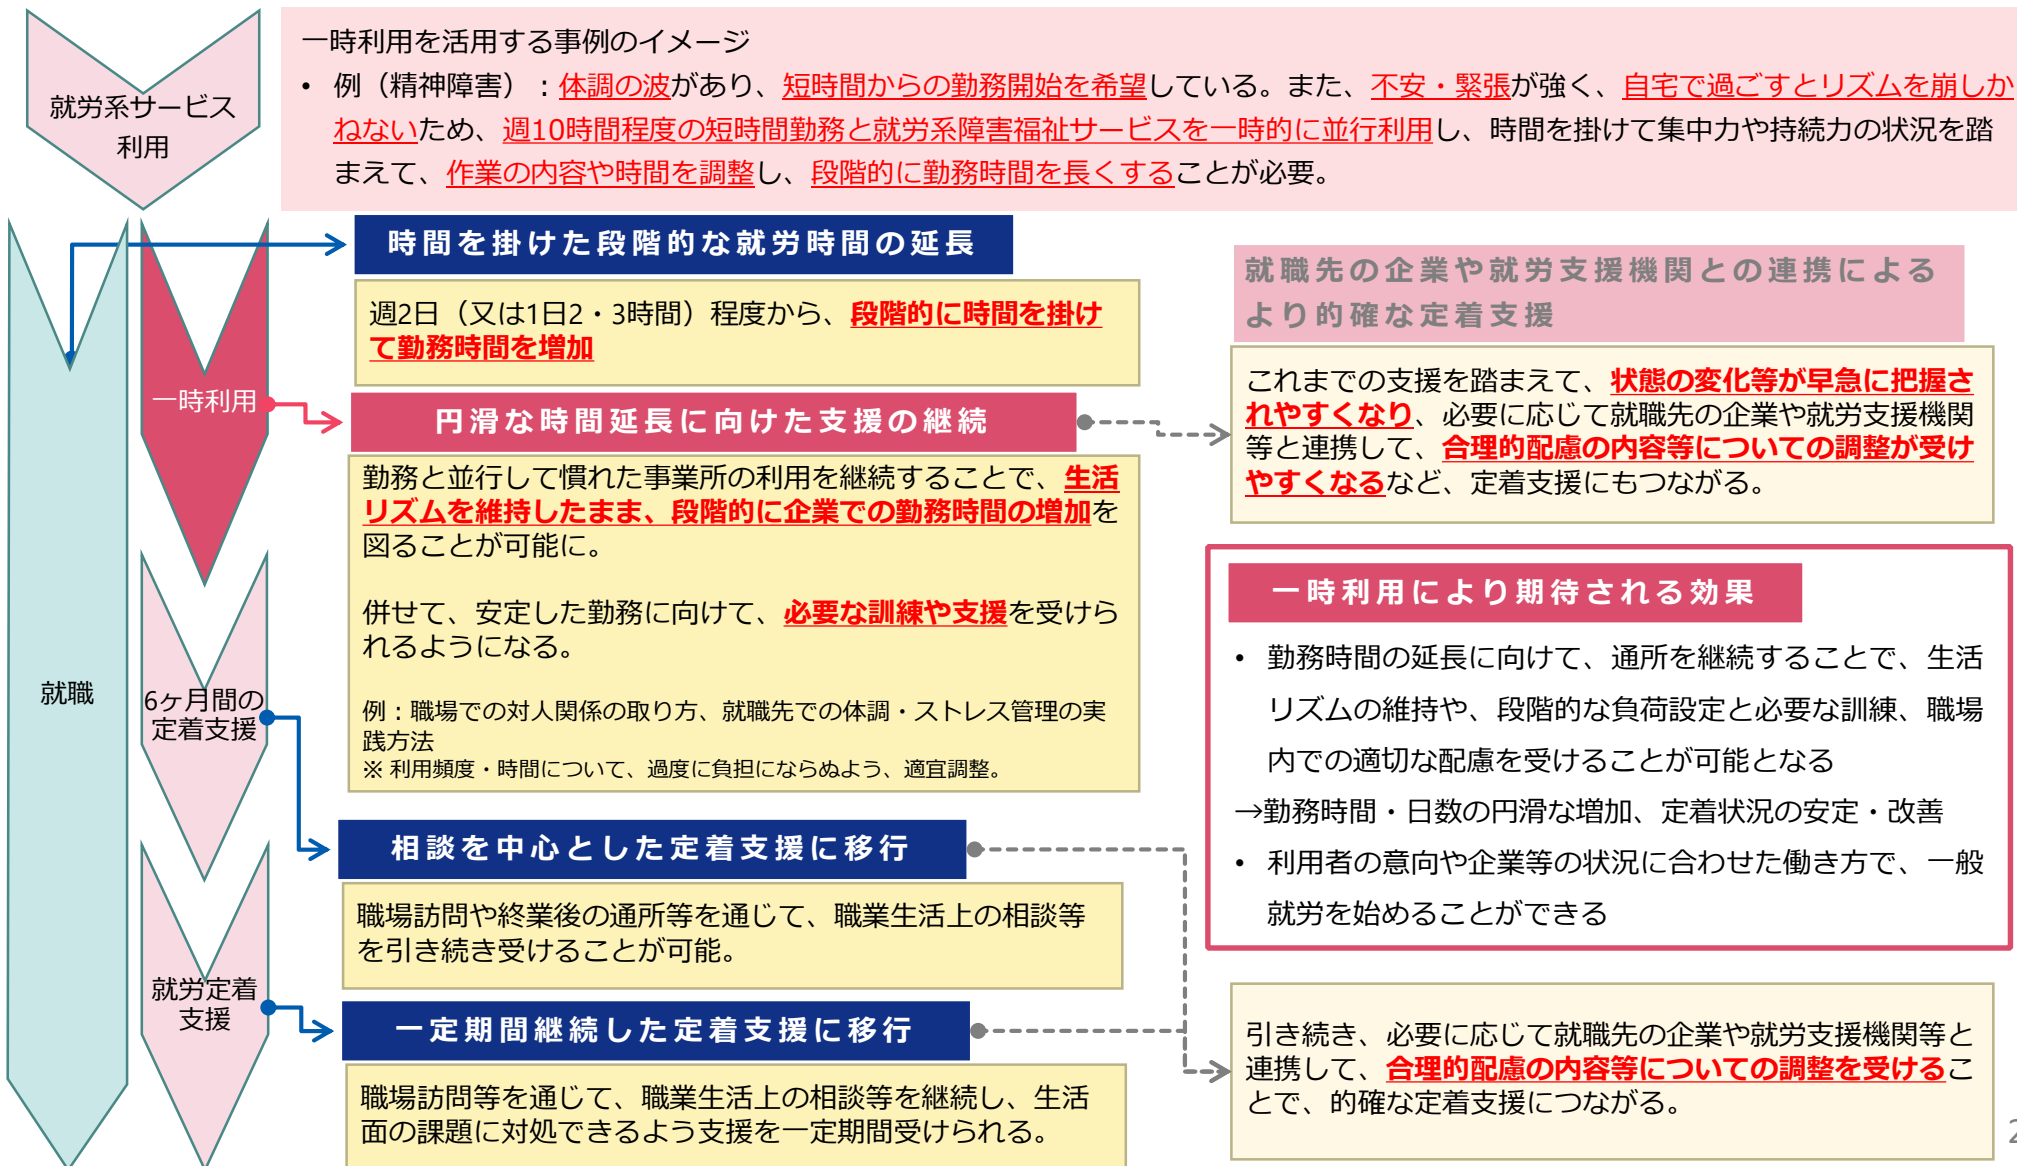 就労系サービス
利用
一時利用を活用する事例のイメージ
• 例（精神障害）：体調の波があり、短時間からの勤務開始を希望している。また、不安・緊張が強く、自宅で過ごすとリズムを崩しか
ねないため、週10時間程度の短時間勤務と就労系障害福祉サービスを一時的に並行利用し、時間を掛けて集中力や持続力の状況を踏
まえて、作業の内容や時間を調整し、段階的に勤務時間を長くすることが必要。
就職
一時利用
6ヶ月間の
定着支援
就労定着
支援
時間を掛けた段階的な就労時間の延長
週2日（又は1日2・3時間）程度から、段階的に時間を掛け
て勤務時間を増加
円滑な時間延長に向けた支援の継続
勤務と並行して慣れた事業所の利用を継続することで、生活
リズムを維持したまま、段階的に企業での勤務時間の増加を
図ることが可能に。
併せて、安定した勤務に向けて、必要な訓練や支援を受けら
れるようになる。
例：職場での対人関係の取り方、就職先での体調・ストレス管理の実
践方法
※ 利用頻度・時間について、過度に負担にならぬよう、適宜調整。
相談を中心とした定着支援に移行
職場訪問や終業後の通所等を通じて、職業生活上の相談等
を引き続き受けることが可能。
一定期間継続した定着支援に移行
職場訪問等を通じて、職業生活上の相談等を継続し、生活
面の課題に対処できるよう支援を一定期間受けられる。
就職先の企業や就労支援機関との連携による
より的確な定着支援
これまでの支援を踏まえて、状態の変化等が早急に把握さ
れやすくなり、必要に応じて就職先の企業や就労支援機関
等と連携して、合理的配慮の内容等についての調整が受け
やすくなるなど、定着支援にもつながる。
一時利用により期待される効果
• 勤務時間の延長に向けて、通所を継続することで、生活
リズムの維持や、段階的な負荷設定と必要な訓練、職場
内での適切な配慮を受けることが可能となる
→勤務時間・日数の円滑な増加、定着状況の安定・改善
• 利用者の意向や企業等の状況に合わせた働き方で、一般
就労を始めることができる
引き続き、必要に応じて就職先の企業や就労支援機関等と
連携して、合理的配慮の内容等についての調整を受けるこ
とで、的確な定着支援につながる。